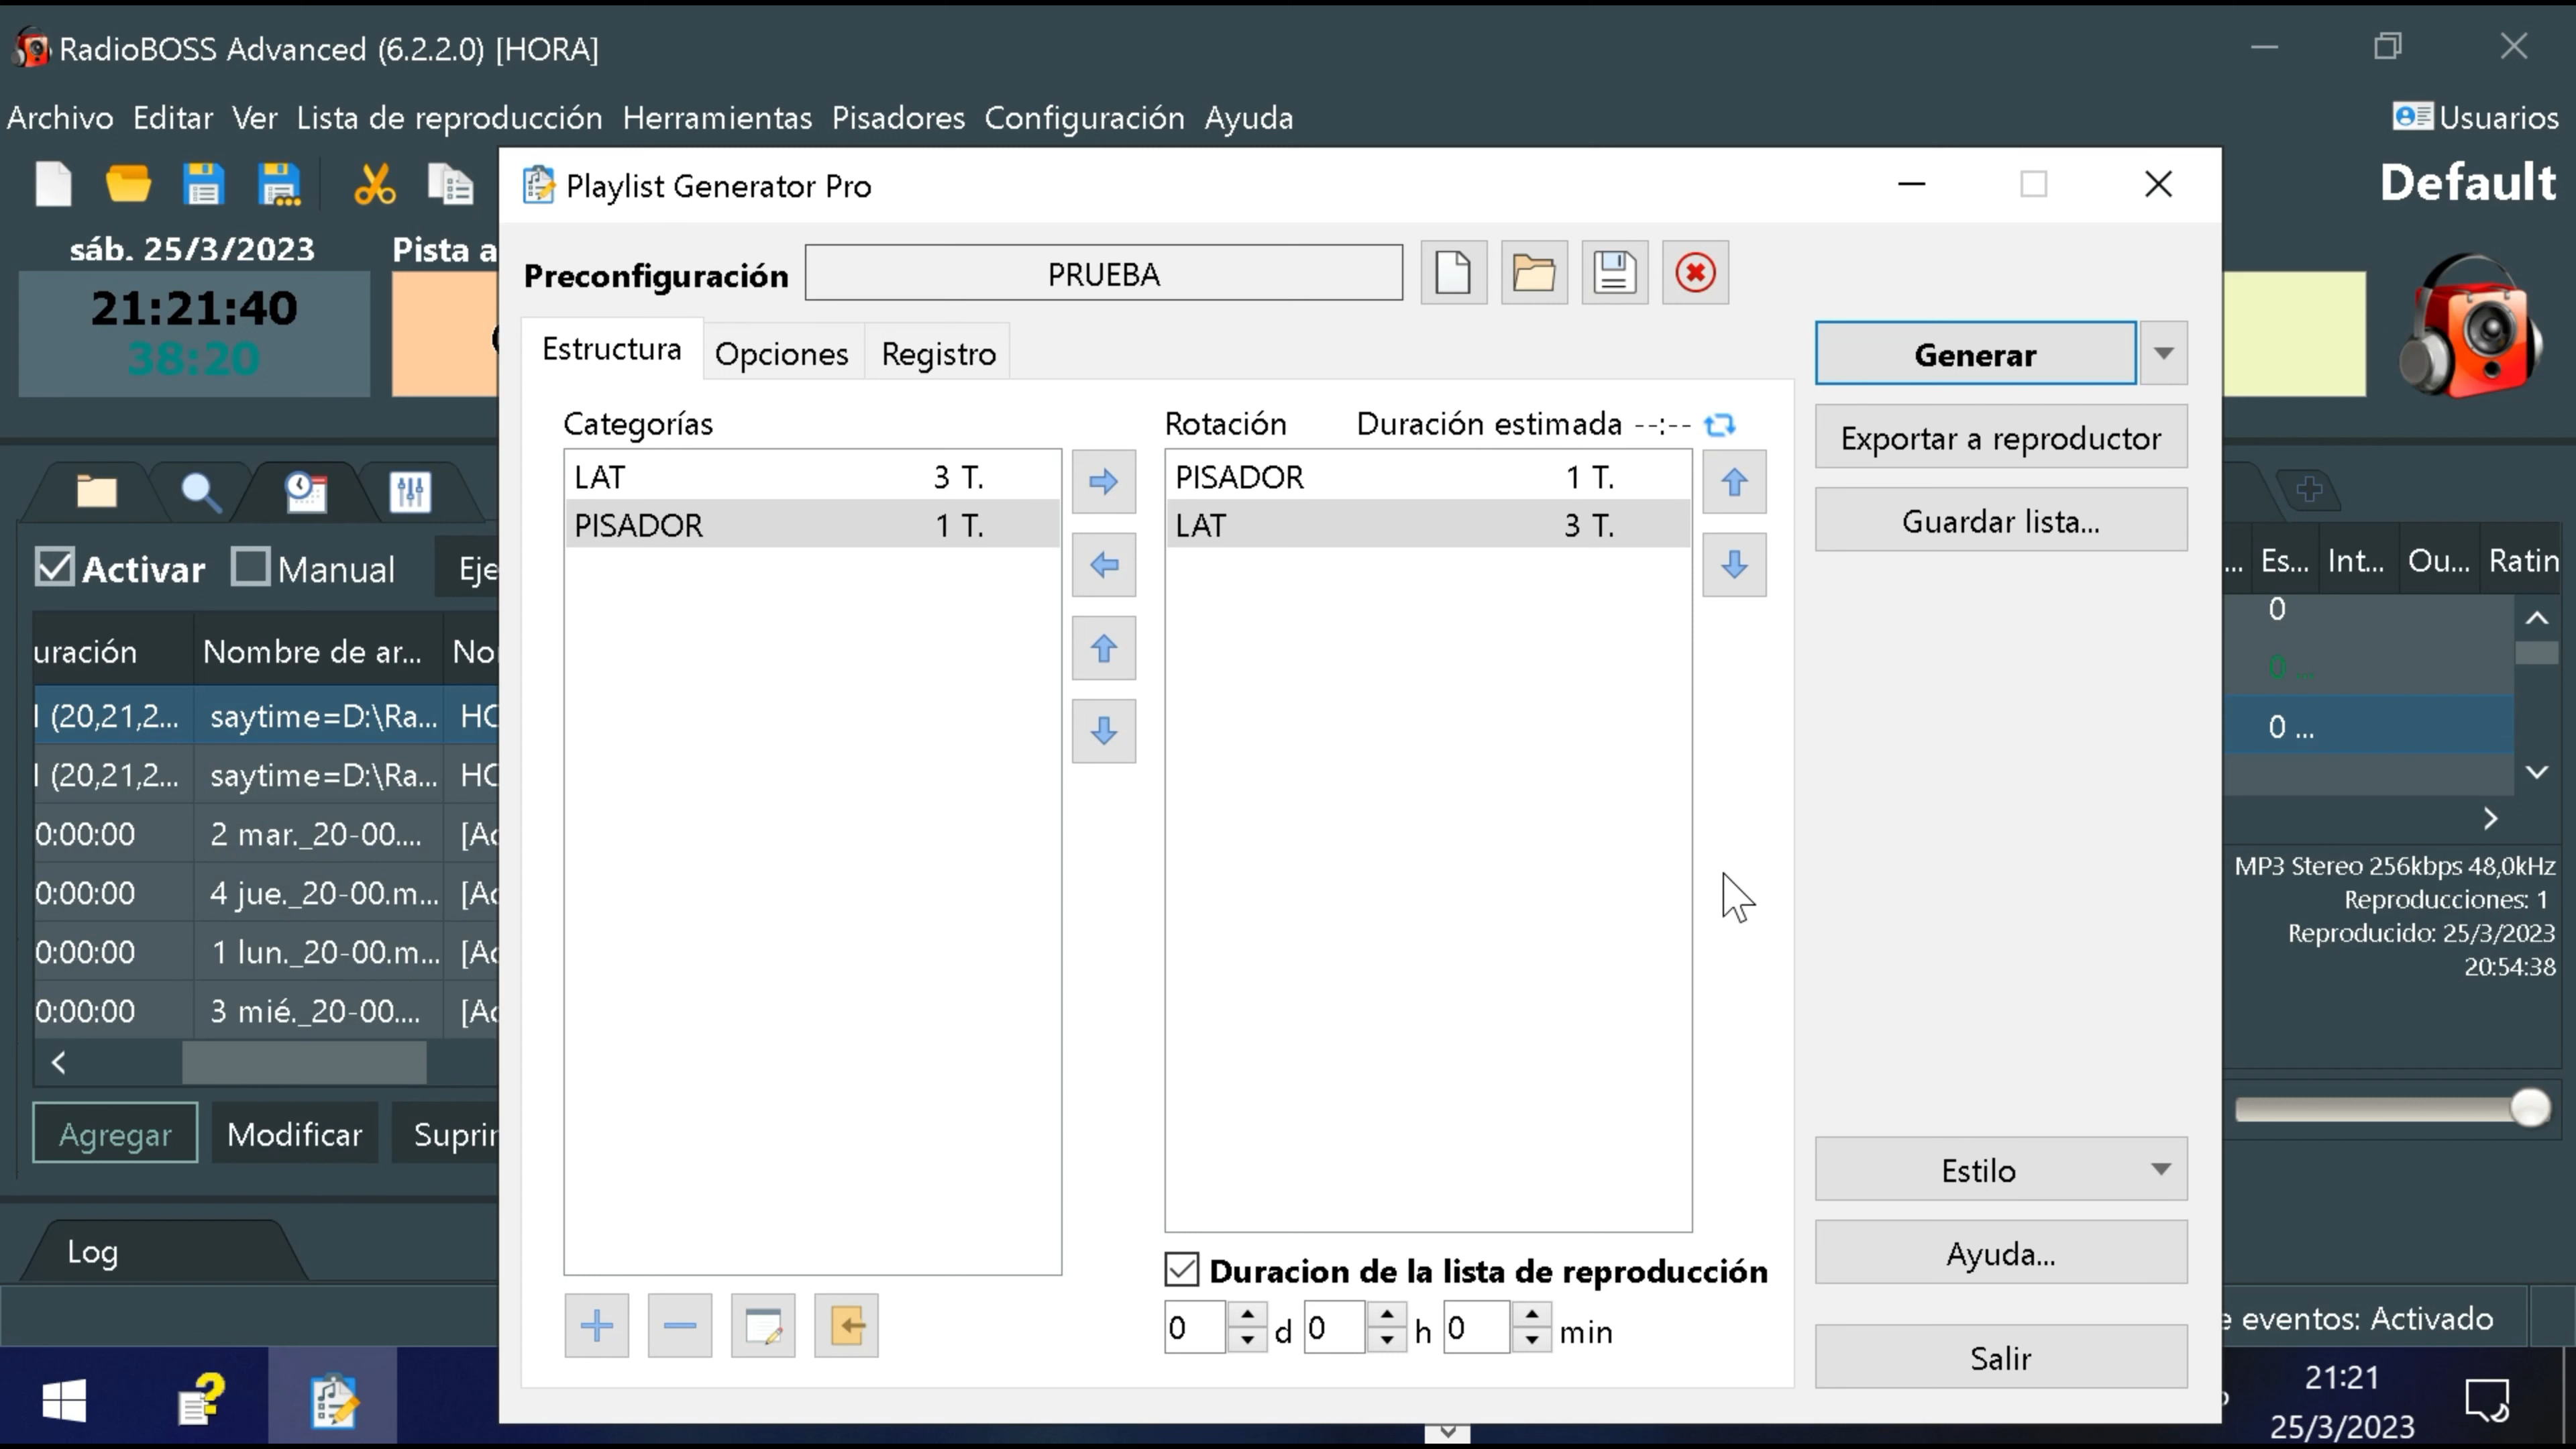 RadioBOSS Advanced (6.2.2.0) [HORA]
Archivo Editar Ver Lista de reproducción Herramientas Pisadores Configuración Ayuda
Usuarios
Default
sáb. 25/3/2023
21:21:40
38:20
Pista a
Activar
Manual
Eje
uración
Nombre de ar...
I (20,21,2...
saytime=D:\Ra...
HO
I (20,21,2...
saytime=D:\Ra...
HO
0:00:00
2 mar._20-00....
0:00:00
4 jue._20-00.m...
0:00:00
1 lun._20-00.m...
0:00:00
3 mié._20-00....
Agregar
Modificar
Suprir
Log
Playlist Generator Pro
Preconfiguración
PRUEBA
Estructura
Opciones
Registro
Categorías
LAT 3 T.
PISADOR 1 T.
Rotación
Duración estimada --:--
PISADOR 1 T.
LAT 3 T.
Duracion de la lista de reproducción
0 d 0 h 0 min
Generar
Exportar a reproductor
Guardar lista...
Estilo
Ayuda...
Salir
... Es... Int... Ou... Ratin
0
0 ...
0 ...
MP3 Stereo 256kbps 48,0kHz
Reproducciones: 1
Reproducido: 25/3/2023
20:54:38
e eventos: Activado
21:21
25/3/2023